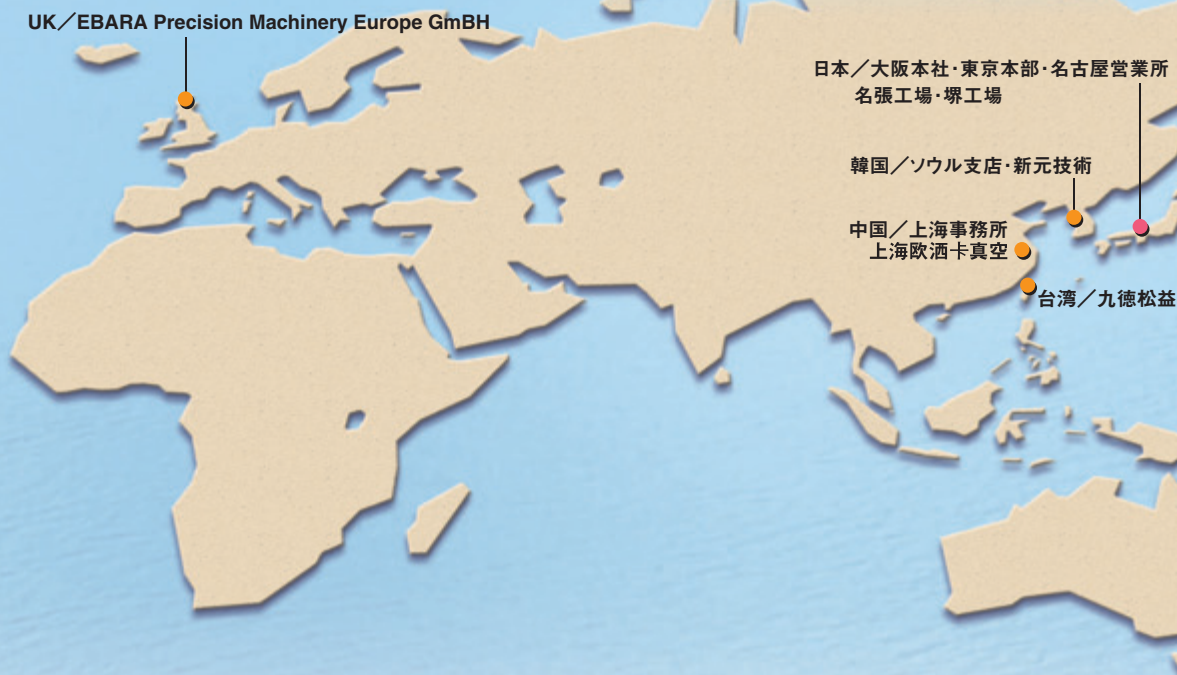 UK／EBARA Precision Machinery Europe GmBH
日本／大阪本社・東京本部・名古屋営業所
名張工場・堺工場
韓国／ソウル支店・新元技術
中国／上海事務所
上海欧洒卡真空
台湾／九徳松益